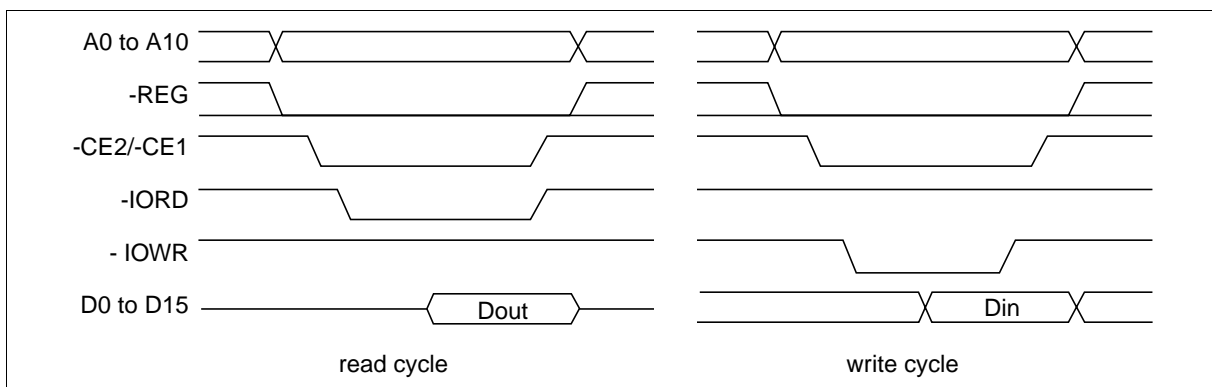 A0 to A10
-REG
-CE2/-CE1
-IORD
- IOWR
D0 to D15
Dout
Din
read cycle
write cycle